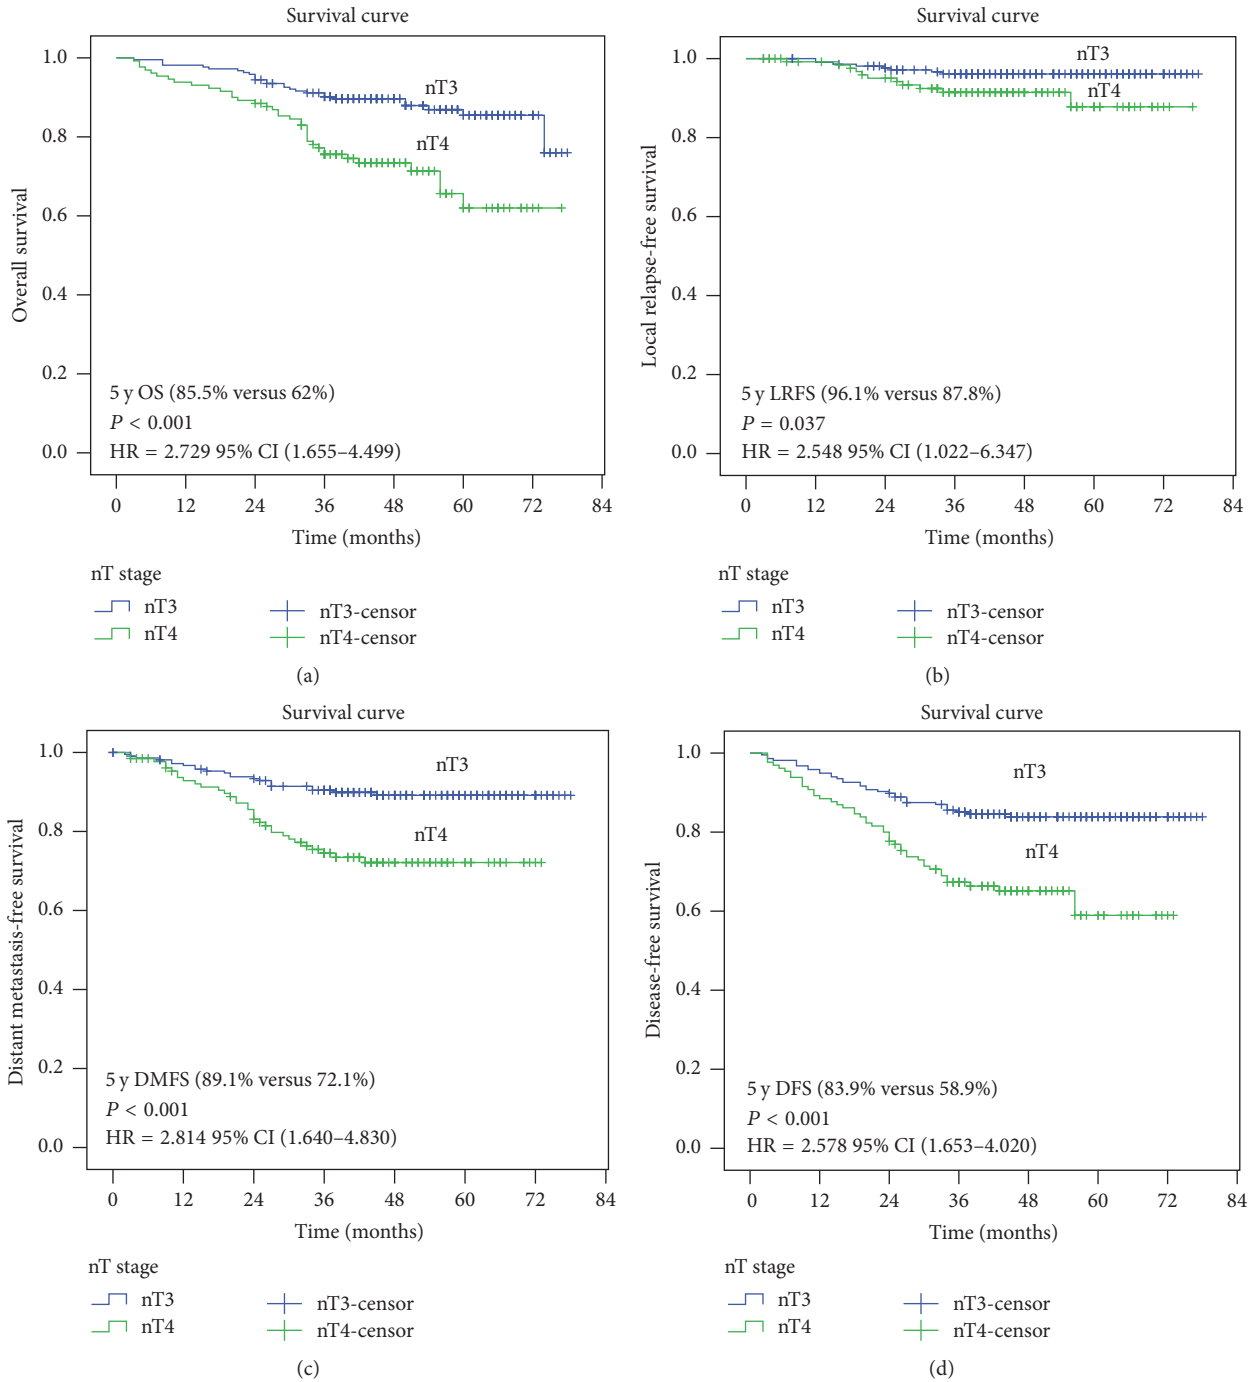 Survival curve
1.0
0.8
0.6
0.4
0.2
0.0
Overall survival
nT3
nT4
5 y OS (85.5% versus 62%)
P < 0.001
HR = 2.729 95% CI (1.655–4.499)
0 12 24 36 48 60 72 84
Time (months)
nT stage
nT3 nT3-censor
nT4 nT4-censor
(a)
Survival curve
1.0
0.8
0.6
0.4
0.2
0.0
Local relapse-free survival
nT3
nT4
5 y LRFS (96.1% versus 87.8%)
P = 0.037
HR = 2.548 95% CI (1.022–6.347)
0 12 24 36 48 60 72 84
Time (months)
nT stage
nT3 nT3-censor
nT4 nT4-censor
(b)
Survival curve
1.0
0.8
0.6
0.4
0.2
0.0
Distant metastasis-free survival
nT3
nT4
5 y DMFS (89.1% versus 72.1%)
P < 0.001
HR = 2.814 95% CI (1.640–4.830)
0 12 24 36 48 60 72 84
Time (months)
nT stage
nT3 nT3-censor
nT4 nT4-censor
(c)
Survival curve
1.0
0.8
0.6
0.4
0.2
0.0
Disease-free survival
nT3
nT4
5 y DFS (83.9% versus 58.9%)
P < 0.001
HR = 2.578 95% CI (1.653–4.020)
0 12 24 36 48 60 72 84
Time (months)
nT stage
nT3 nT3-censor
nT4 nT4-censor
(d)